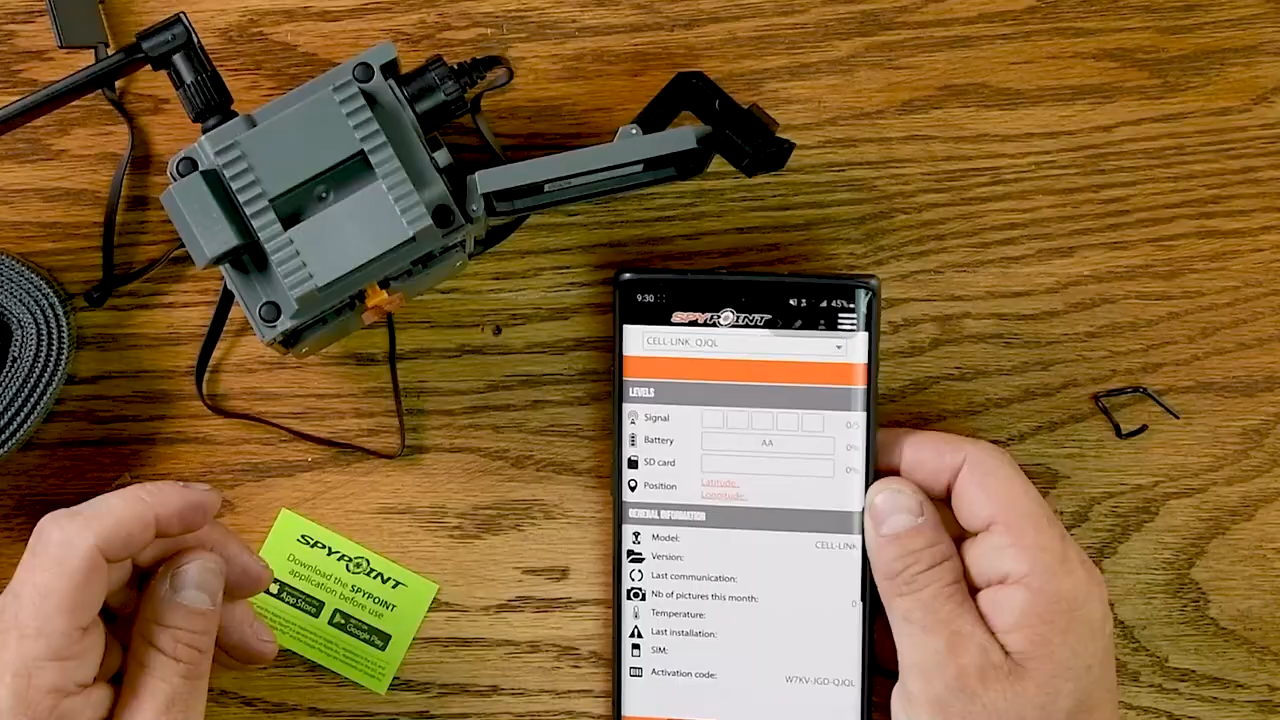 9:30
45%
SPYPOINT
CELL-LINK_QJQL
LEVELS
Signal
0/5
Battery
AA
0%
SD card
0%
Position
Latitude:
Longitude:
GENERAL INFORMATION
Model:
CELL-LINK
Version:
Last communication:
Nb of pictures this month:
0
Temperature:
Last installation:
SIM:
Activation code:
W7KV-JGD-QJQL
SPYPOINT
Download the SPYPOINT
application before use
App Store
Google Play